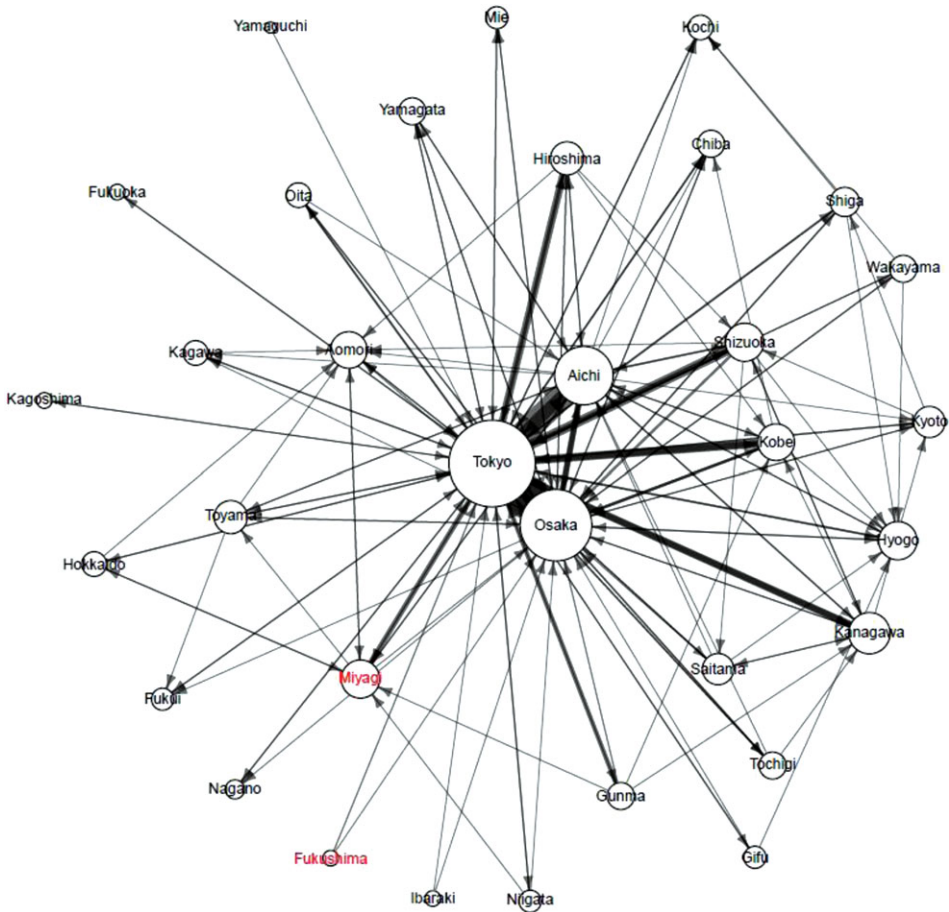 Mie
Yamaguchi
Kochi
Yamagata
Chiba
Hiroshima
Fukuoka
Oita
Shiga
Wakayama
Shizuoka
Aomori
Kagawa
Aichi
Kagoshima
Kyoto
Kobe
Tokyo
Toyama
Osaka
Hyogo
Hokkaido
Kanagawa
Saitama
Miyagi
Fukui
Tochigi
Nagano
Gunma
Fukushima
Gifu
Ibaraki
Niigata